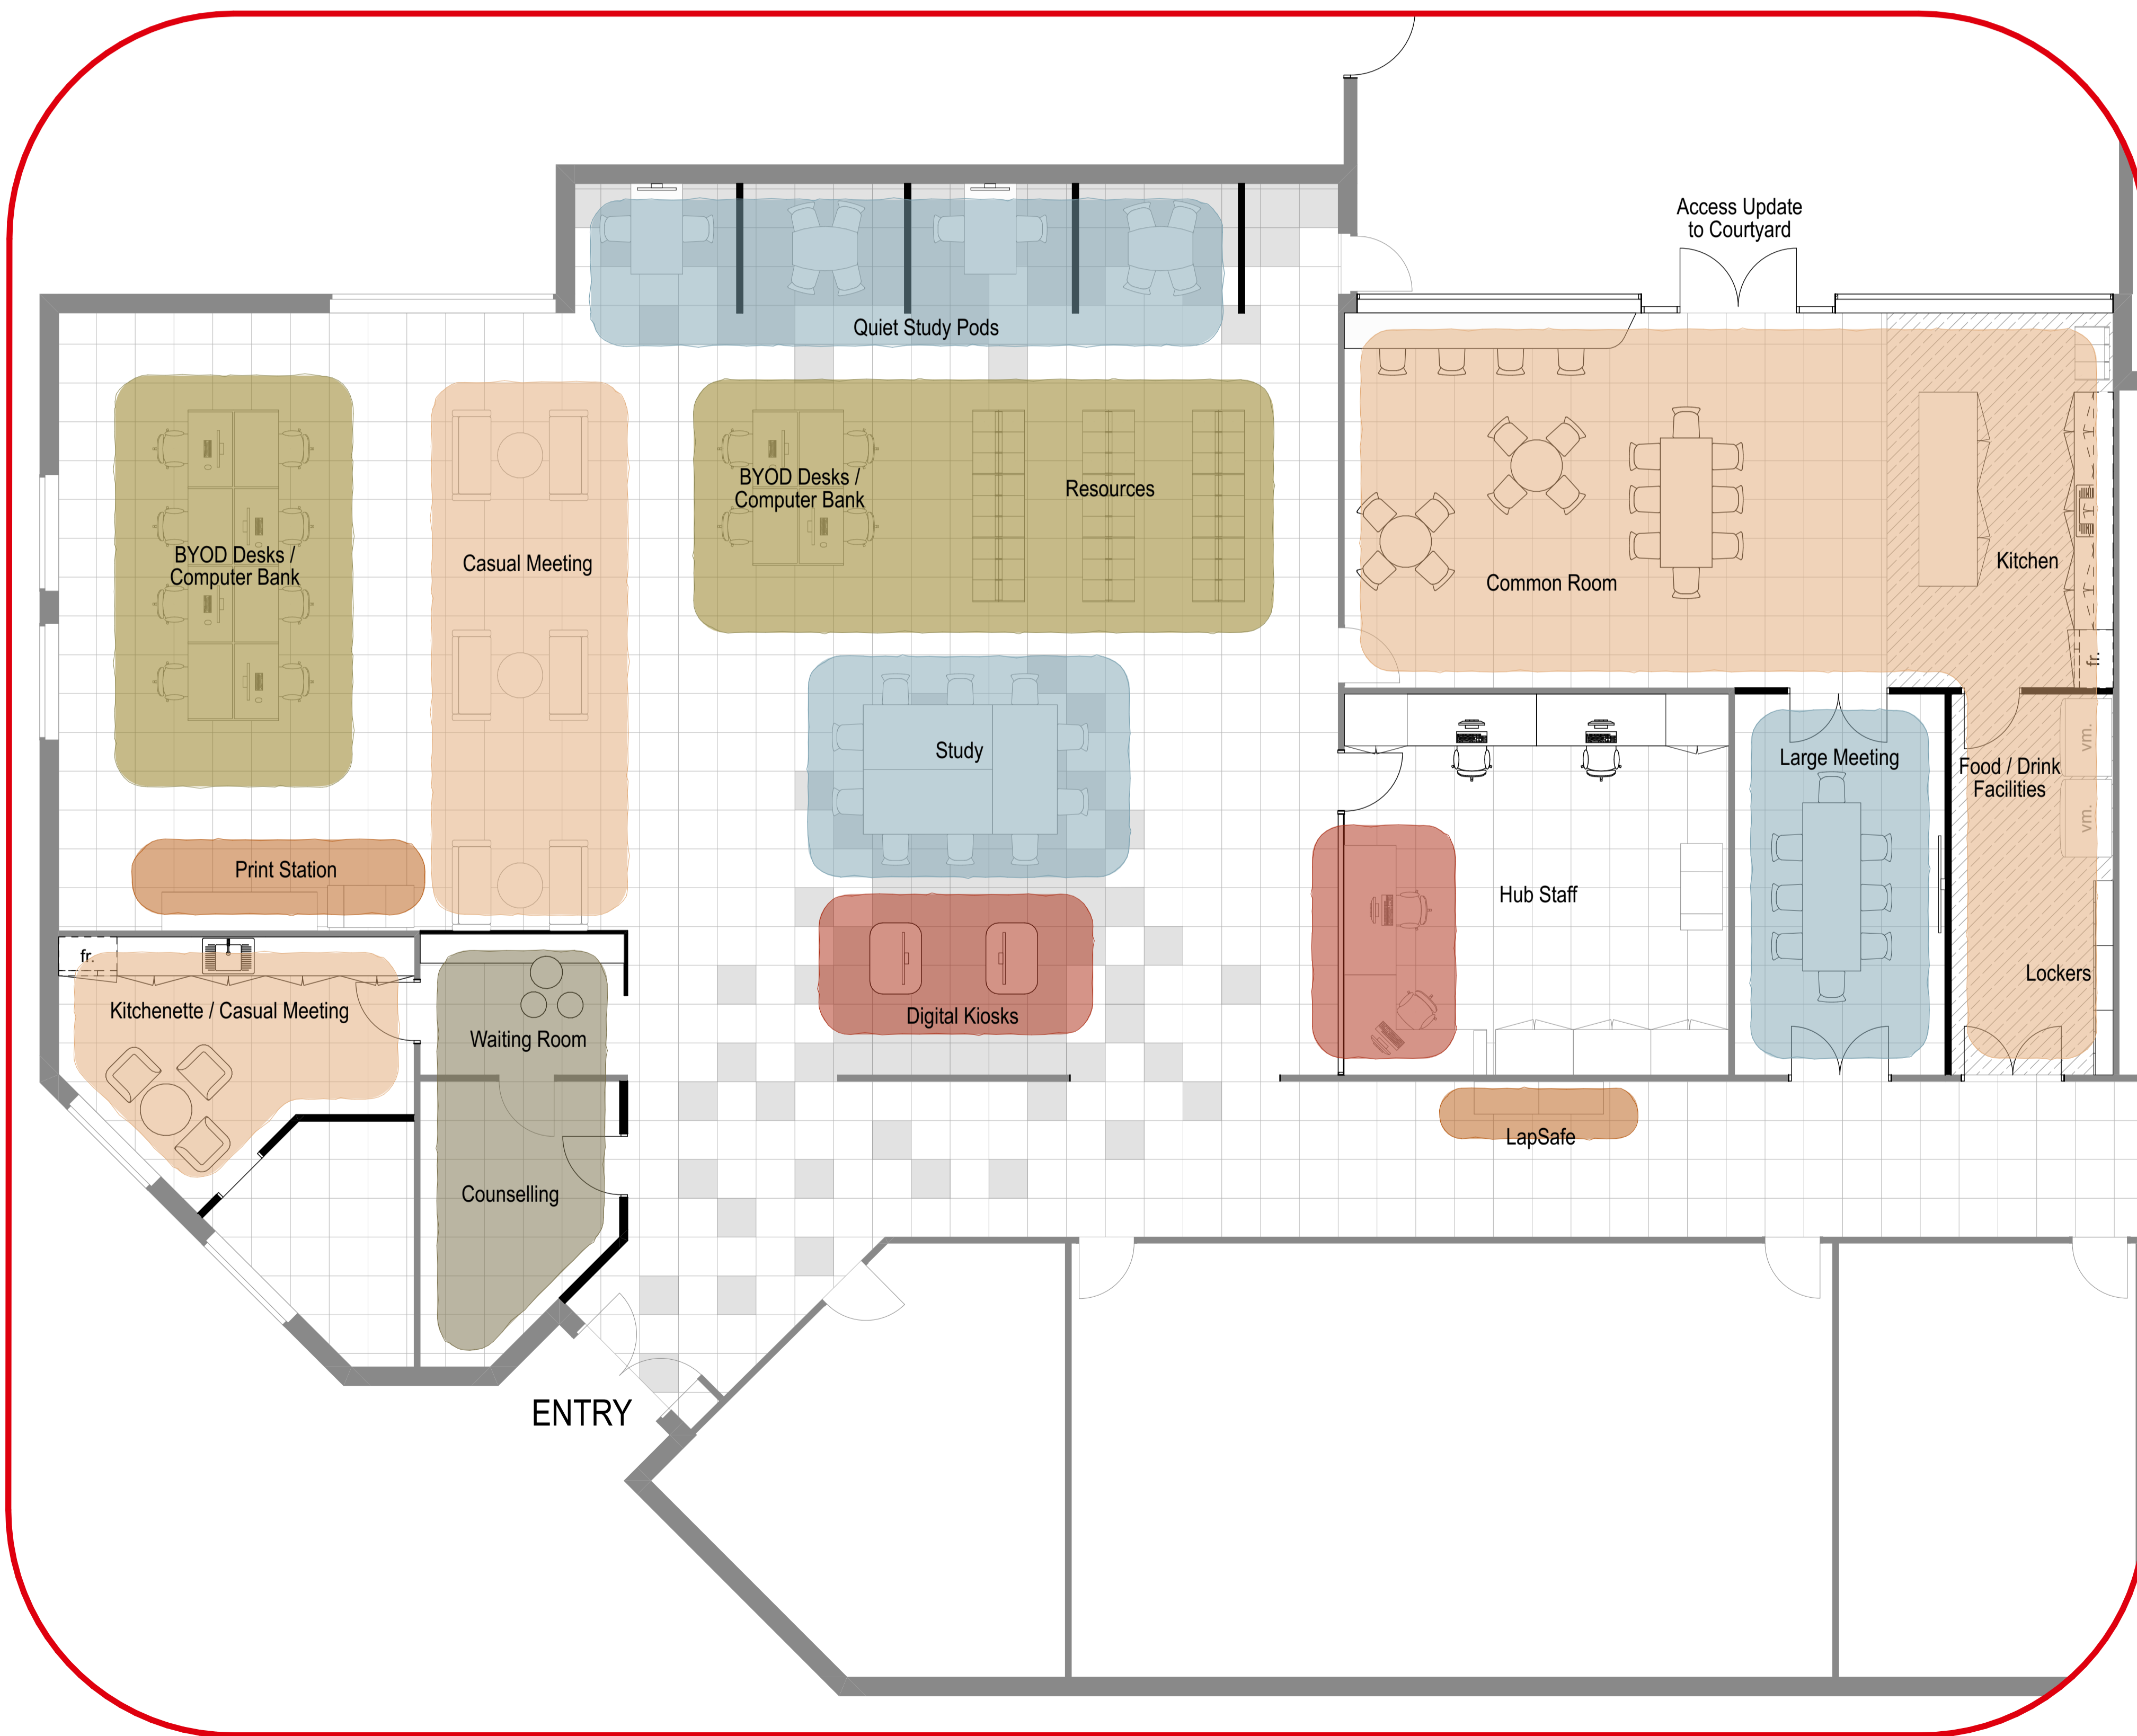 Access Update
to Courtyard
Quiet Study Pods
BYOD Desks /
Computer Bank
Resources
BYOD Desks /
Computer Bank
Casual Meeting
Common Room
Kitchen
fr.
Study
Large Meeting
Food / Drink
Facilities
vm.
vm.
Print Station
Hub Staff
fr.
Lockers
Kitchenette / Casual Meeting
Digital Kiosks
Waiting Room
LapSafe
Counselling
ENTRY